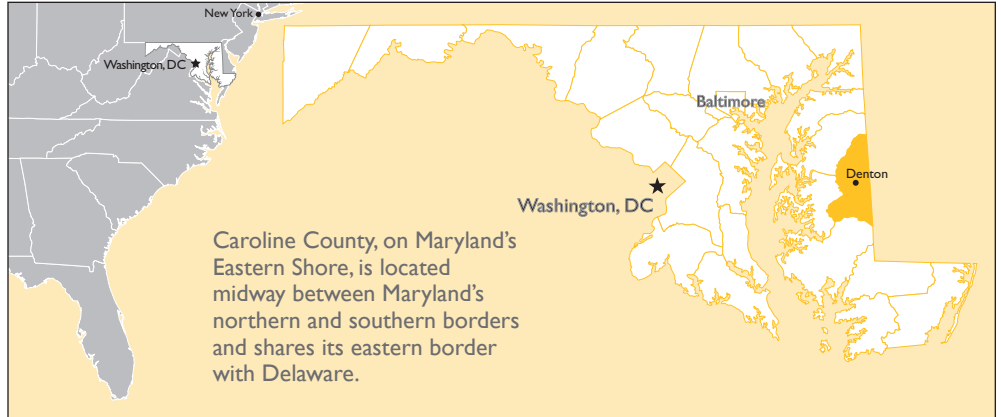 New York
Washington, DC
Baltimore
Denton
Washington, DC
Caroline County, on Maryland's
Eastern Shore, is located
midway between Maryland's
northern and southern borders
and shares its eastern border
with Delaware.